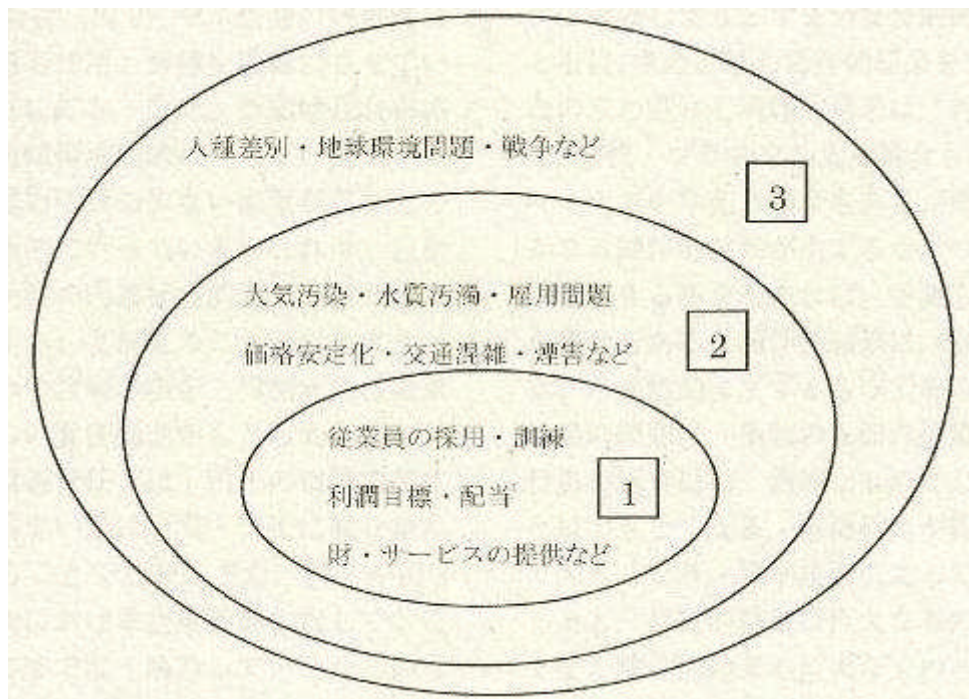 人種差別・地球環境問題・戦争など
3
大気汚染・水質汚濁・雇用問題
2
価格安定化・交通混雑・煙害など
従業員の採用・訓練
利潤目標・配当
1
財・サービスの提供など